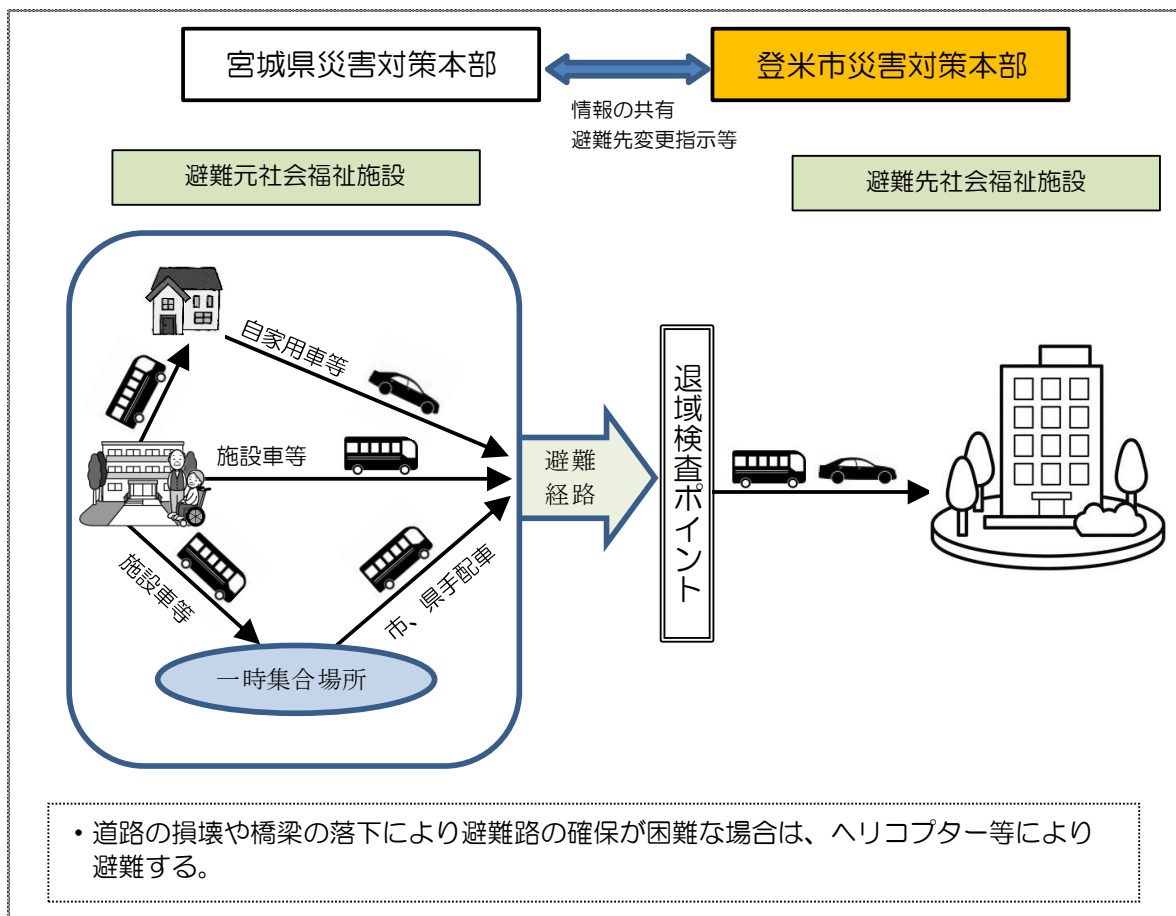 宮城県災害対策本部
登米市災害対策本部
情報の共有
避難先変更指示等
避難元社会福祉施設
避難先社会福祉施設
自家用車等
施設車等
施設車等
市、県手配車
一時集合場所
避難
経路
退域検査ポイント
・道路の損壊や橋梁の落下により避難路の確保が困難な場合は、ヘリコプター等により
避難する。